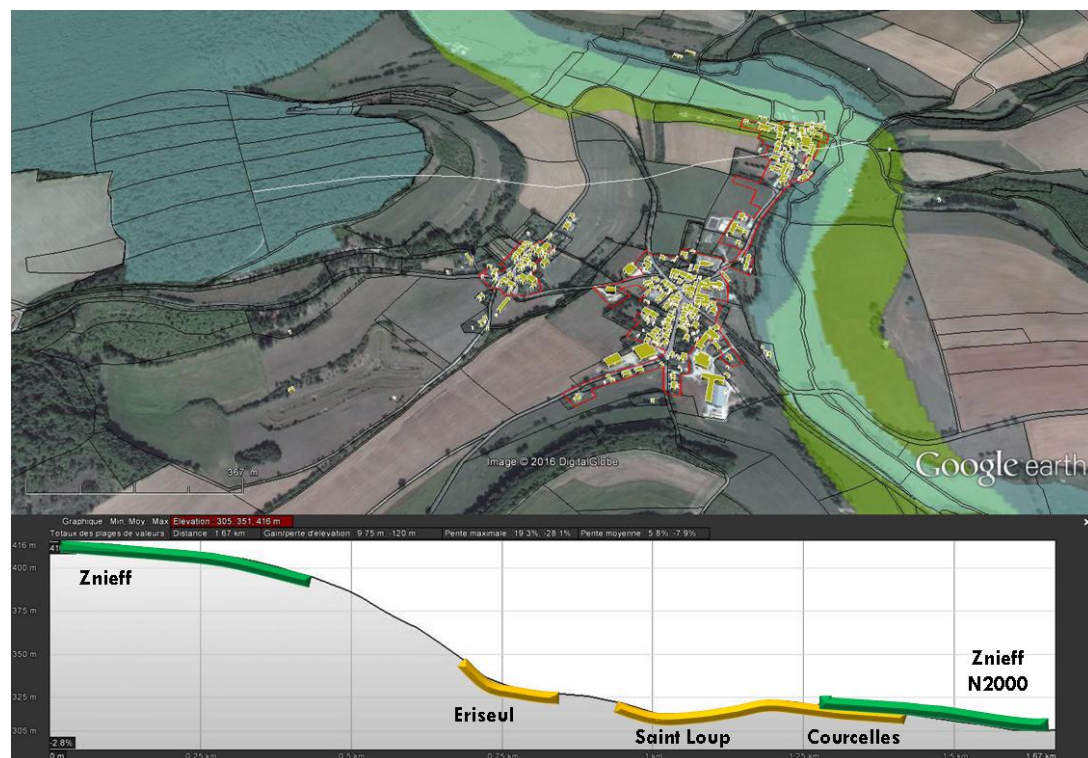 367 m
Image © 2016 DigitalGlobe
Google earth
Graphique : Min, Moy, Max Élévation : 305, 351, 416 m
Totaux des plages de valeurs : Distance : 1.67 km Gain/perte d'élévation : 9.75 m, -120 m Pente maximale : 19.3%, -28.1% Pente moyenne : 5.8%, -7.9%
416 m
400 m
375 m
350 m
325 m
305 m
Znieff
Znieff
N2000
Eriseul
Saint Loup
Courcelles
-2.8%
0 m 0.25 km 0.5 km 0.75 km 1 km 1.25 km 1.5 km 1.67 km